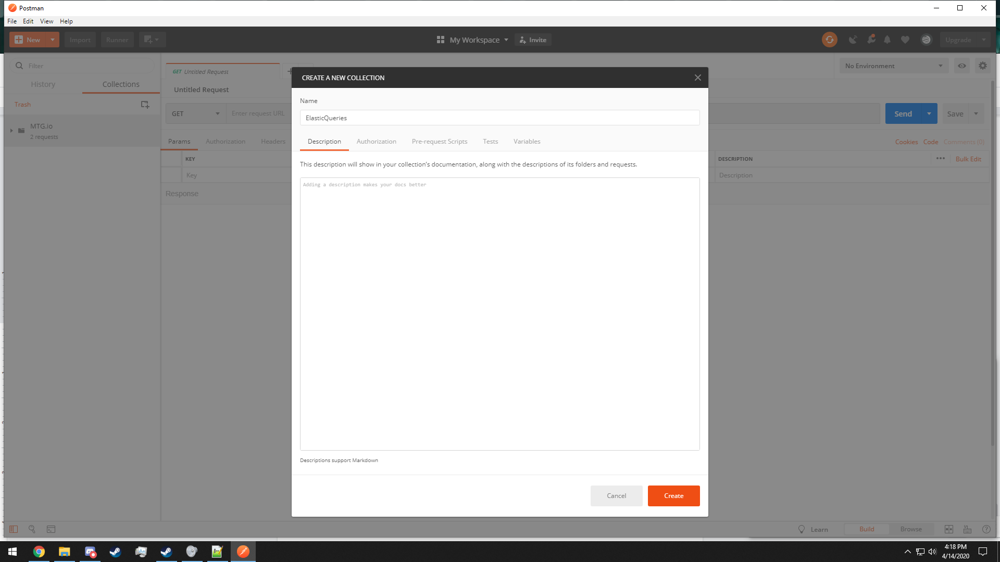 Postman
File Edit View Help
New Import Runner My Workspace Invite Upgrade
Filter
History Collections
Trash
MTG.io
2 requests
GET Untitled Request
No Environment
Untitled Request
GET Enter request URL Send Save
Params Authorization Headers Cookies Code Comments (0)
KEY DESCRIPTION Bulk Edit
Key Description
Response
CREATE A NEW COLLECTION
Name
ElasticQueries
Description Authorization Pre-request Scripts Tests Variables
This description will show in your collection's documentation, along with the descriptions of its folders and requests.
Adding a description makes your docs better
Descriptions support Markdown
Cancel Create
Learn Build Browse
4:18 PM
4/14/2020